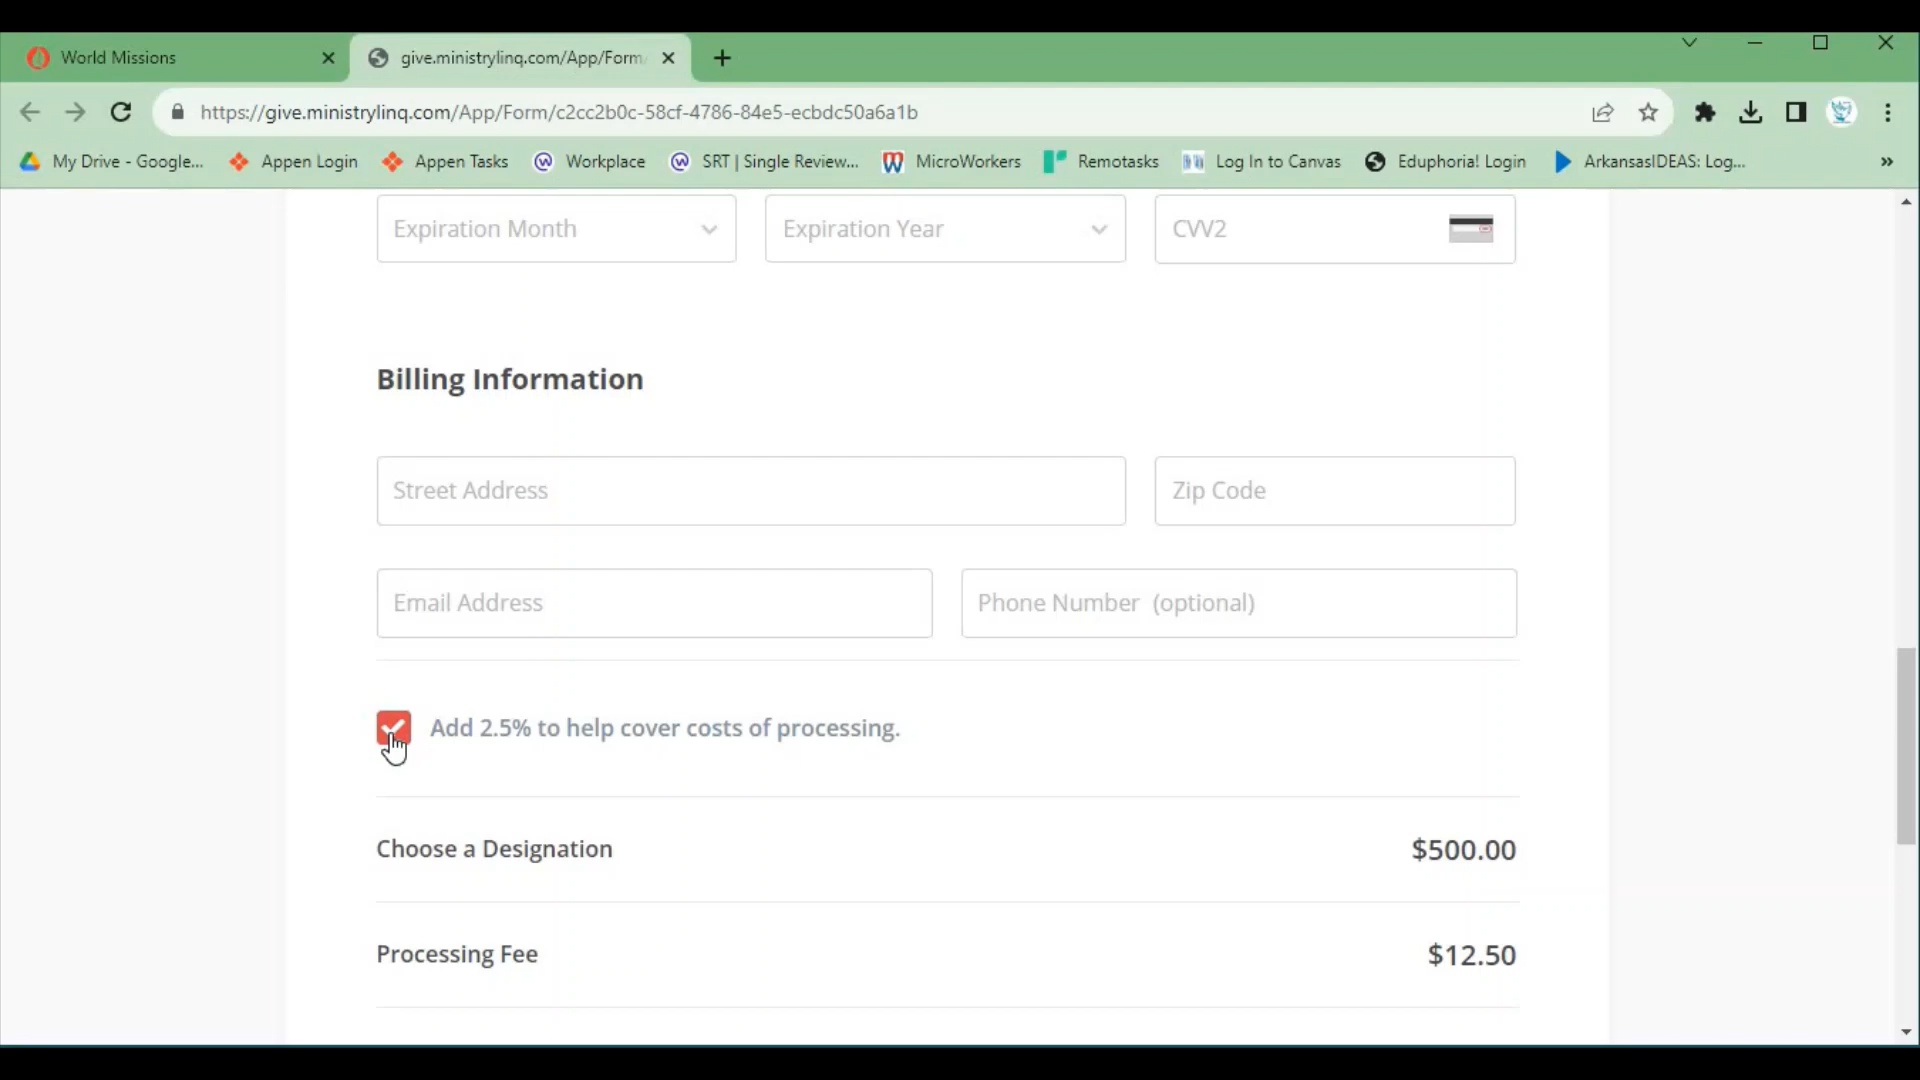 World Missions
give.ministrylinq.com/App/Form/
https://give.ministrylinq.com/App/Form/c2cc2b0c-58cf-4786-84e5-ecbdc50a6a1b
My Drive - Google... Appen Login Appen Tasks Workplace SRT | Single Review... MicroWorkers Remotasks Log In to Canvas Eduphoria! Login ArkansasIDEAS: Log... »
Expiration Month Expiration Year CVV2
Billing Information
Street Address Zip Code
Email Address Phone Number (optional)
Add 2.5% to help cover costs of processing.
Choose a Designation $500.00
Processing Fee $12.50